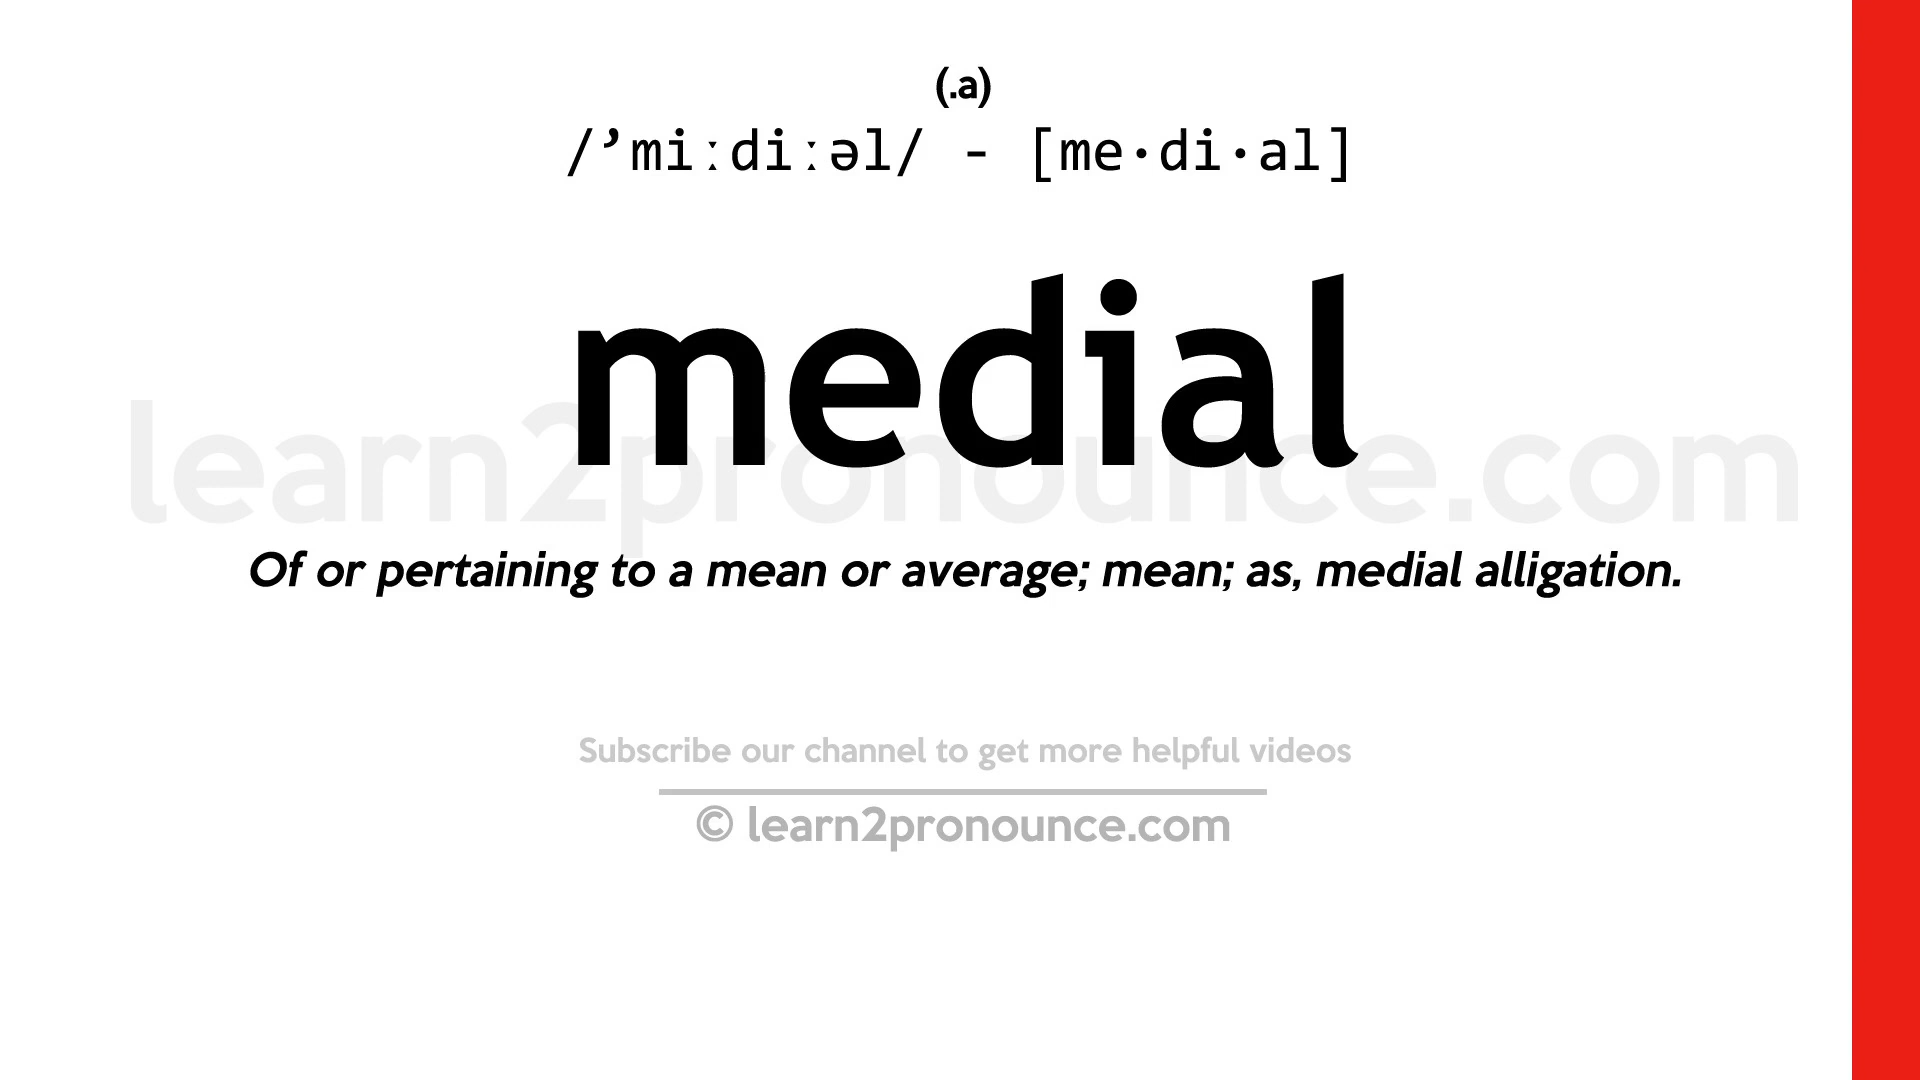 (.a)
/’miːdiːəl/ - [me·di·al]
medial
learn2pronounce.com
Of or pertaining to a mean or average; mean; as, medial alligation.
Subscribe our channel to get more helpful videos
© learn2pronounce.com